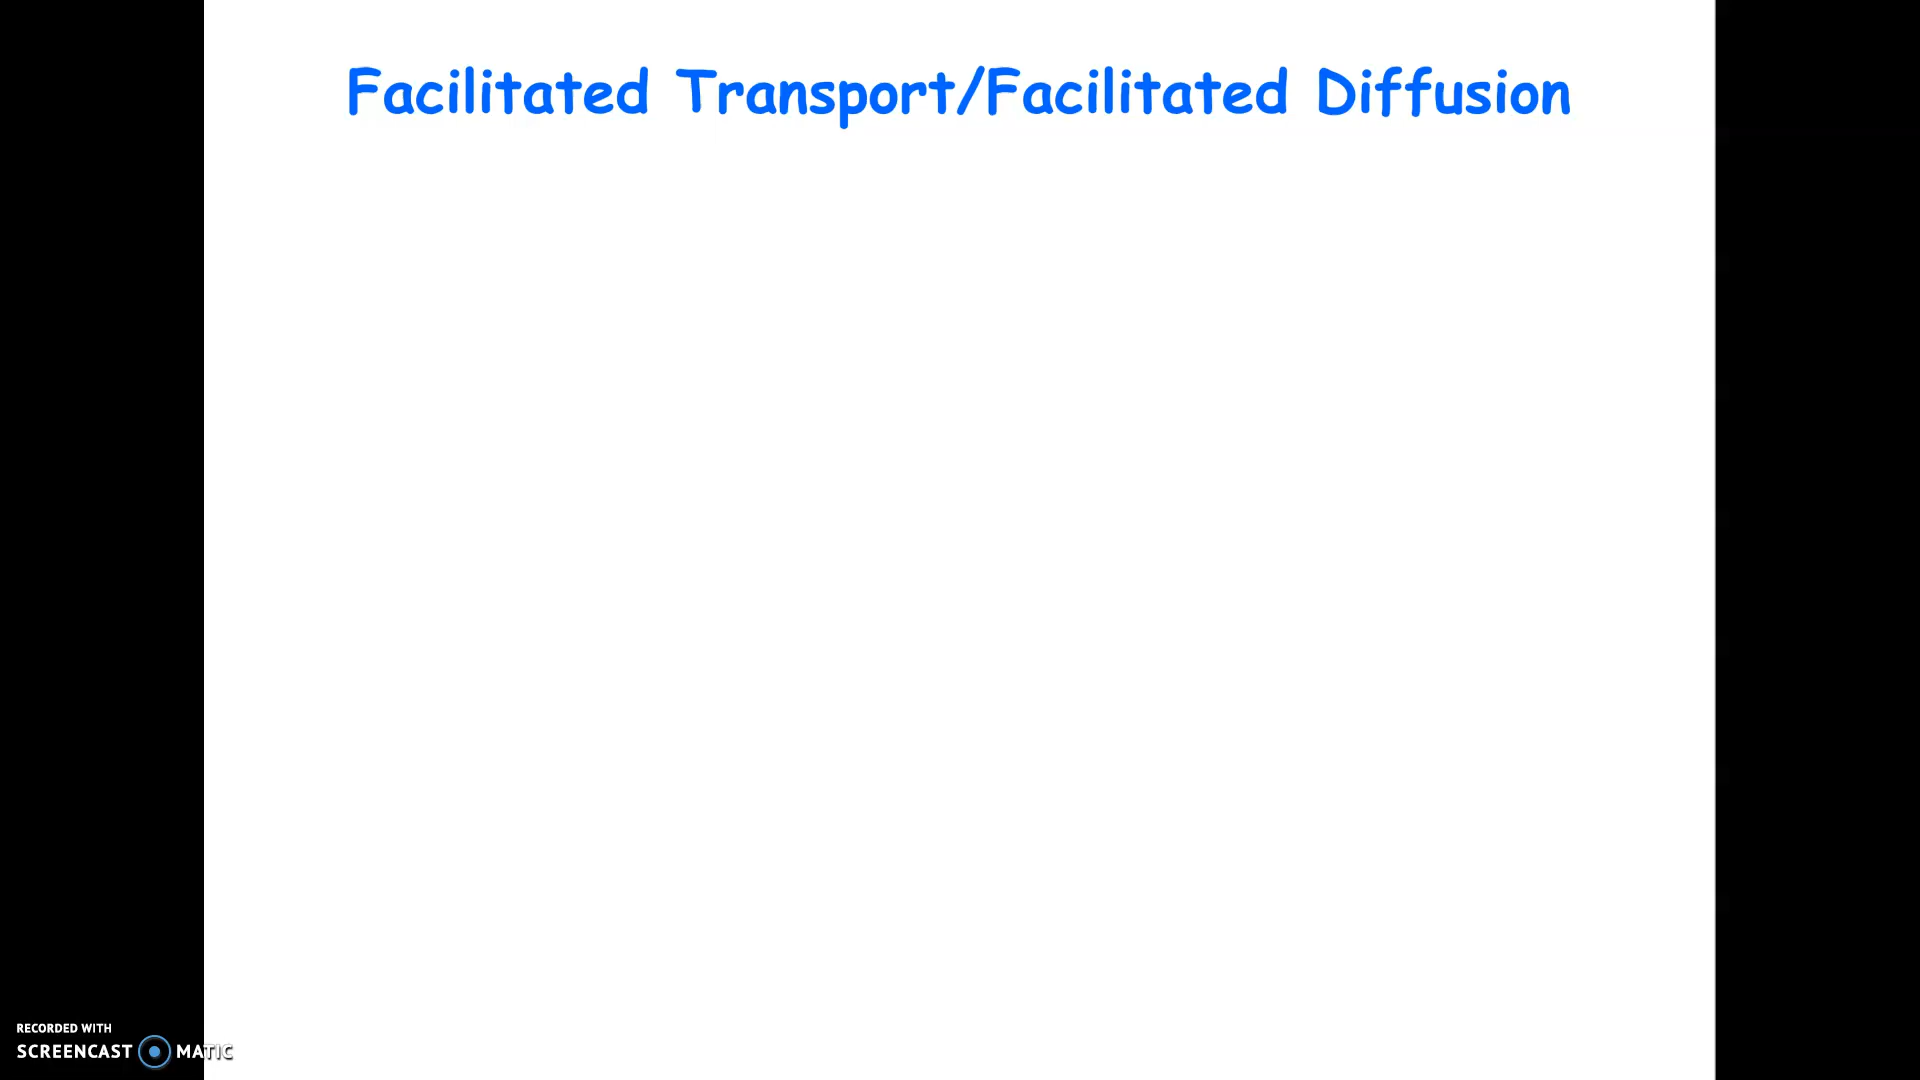 Facilitated Transport/Facilitated Diffusion
RECORDED WITH
SCREENCAST MATIC